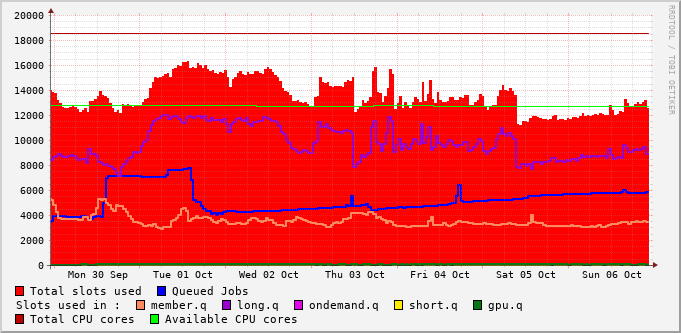 RRDTOOL / TOBI OETIKER
20000
18000
16000
14000
12000
10000
8000
6000
4000
2000
0
Mon 30 Sep Tue 01 Oct Wed 02 Oct Thu 03 Oct Fri 04 Oct Sat 05 Oct Sun 06 Oct
Total slots used Queued Jobs
Slots used in : member.q long.q ondemand.q short.q gpu.q
Total CPU cores Available CPU cores